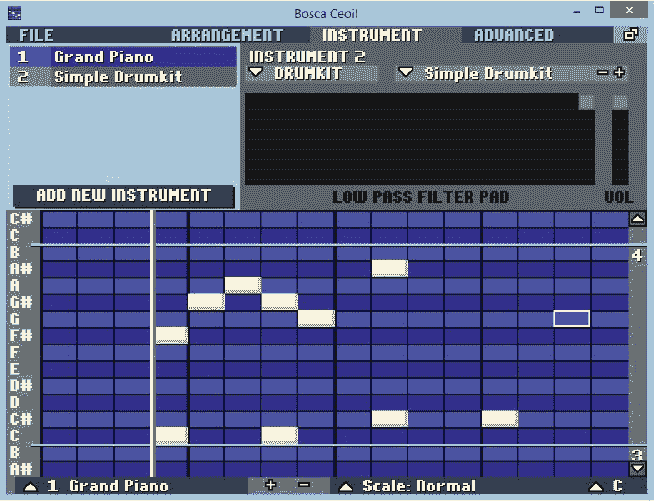 Bosca Ceoil
FILE ARRANGEMENT INSTRUMENT ADVANCED
1 Grand Piano
2 Simple Drumkit
INSTRUMENT 2
DRUMKIT Simple Drumkit - +
ADD NEW INSTRUMENT
LOW PASS FILTER PAD VOL
C#
C
B 4
A#
A
G#
G
F#
F
E
D#
D
C#
C
B 3
A#
1 Grand Piano + - Scale: Normal C